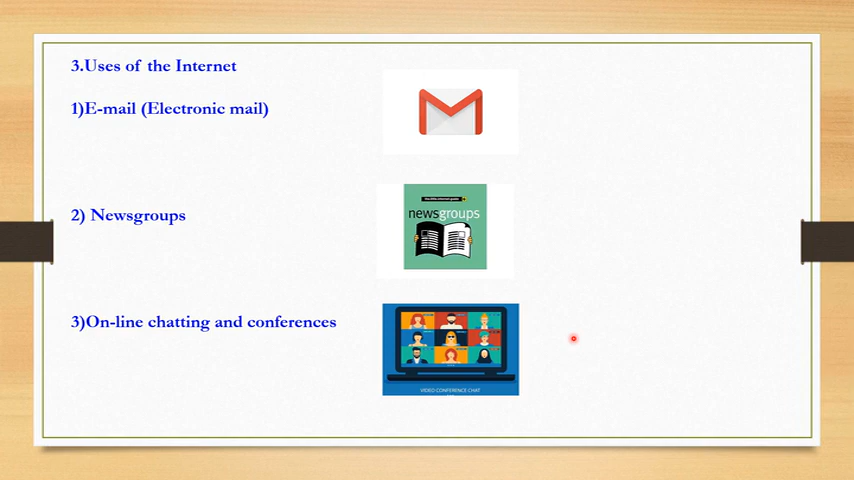 3.Uses of the Internet
1)E-mail (Electronic mail)
2) Newsgroups
newsgroups
3)On-line chatting and conferences
VIDEO CONFERENCE CHAT